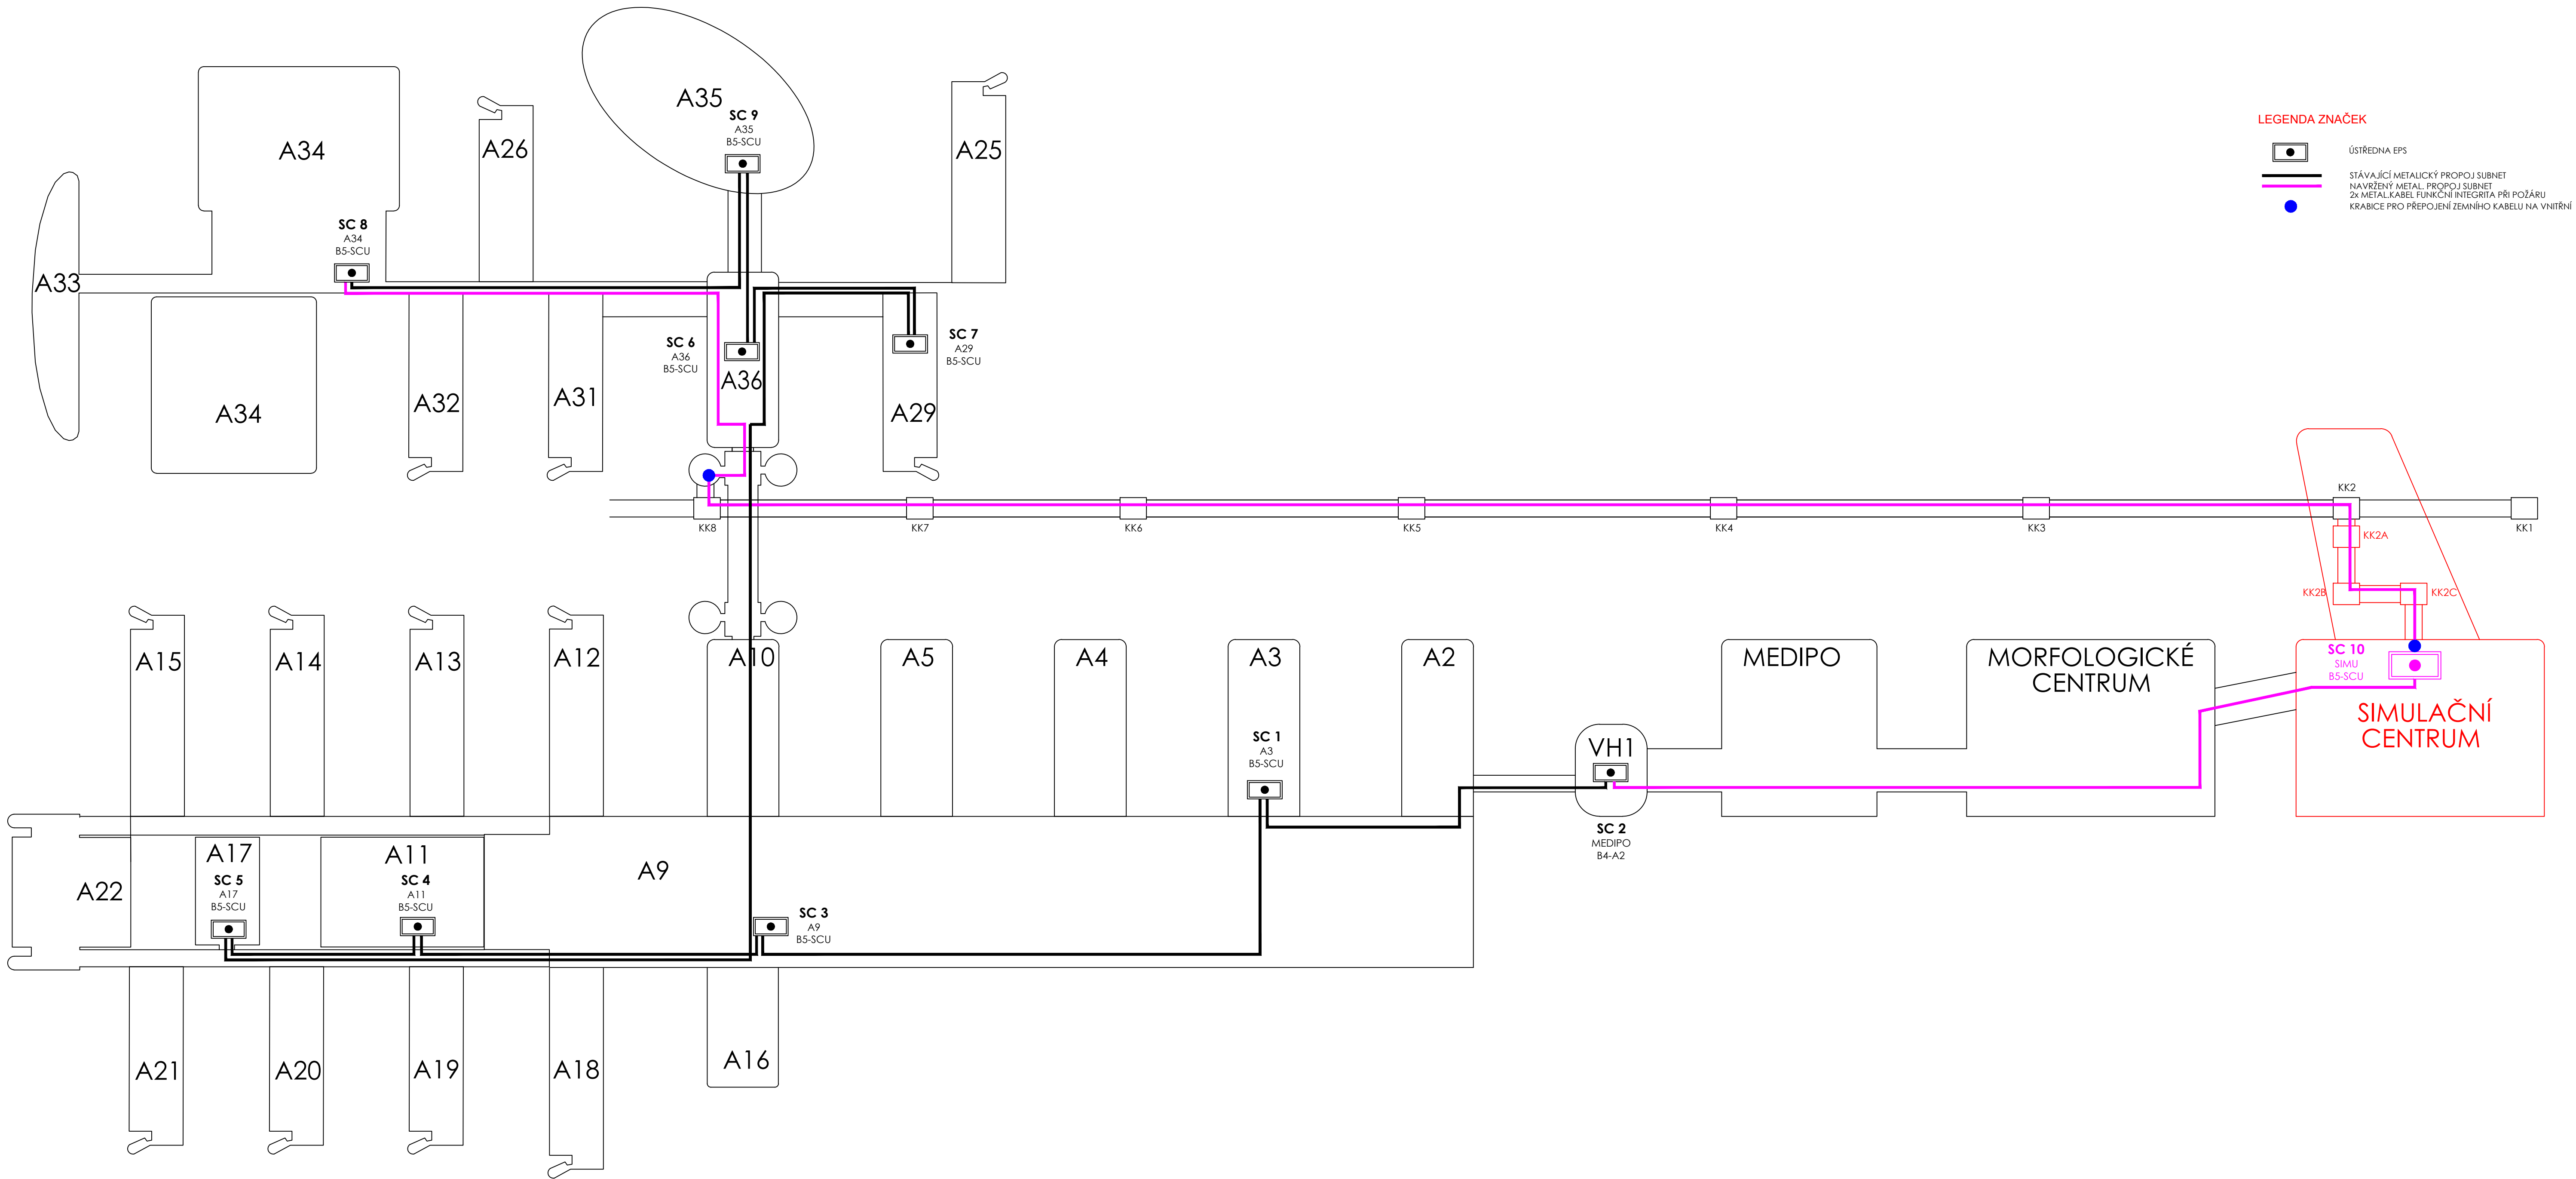 A35
SC 9
A35
B5-SCU
A34
A26
A25
LEGENDA ZNAČEK
ÚSTŘEDNA EPS
STÁVAJÍCÍ METALICKÝ PROPOJ SUBNET
NAVRŽENÝ METAL. PROPOJ SUBNET
2x METAL.KABEL FUNKČNÍ INTEGRITA PŘI POŽÁRU
KRABICE PRO PŘEPOJENÍ ZEMNÍHO KABELU NA VNITŘNÍ
SC 8
A34
B5-SCU
A33
SC 6
A36
B5-SCU
SC 7
A29
B5-SCU
A36
A34
A32
A31
A29
KK2
KK8
KK7
KK6
KK5
KK4
KK3
KK1
KK2A
KK2B
KK2C
A15
A14
A13
A12
A10
A5
A4
A3
A2
MEDIPO
MORFOLOGICKÉ
CENTRUM
SC 10
SIMU
B5-SCU
SIMULAČNÍ
CENTRUM
SC 1
A3
B5-SCU
VH1
SC 2
MEDIPO
B4-A2
A22
A17
SC 5
A17
B5-SCU
A11
SC 4
A11
B5-SCU
A9
SC 3
A9
B5-SCU
A21
A20
A19
A18
A16